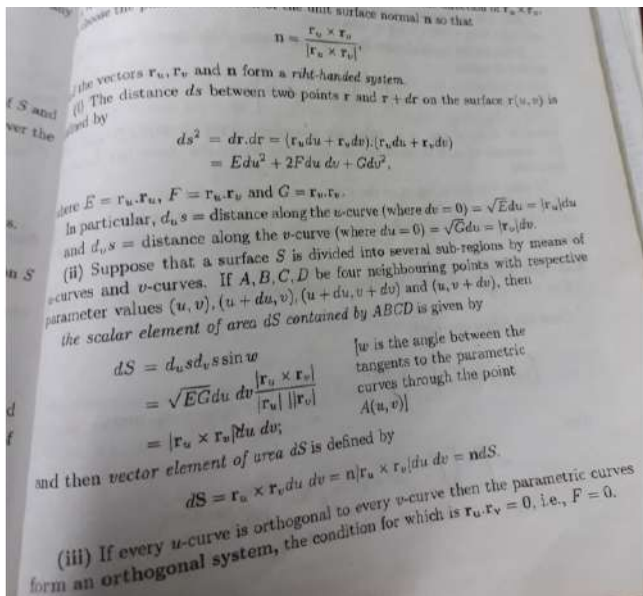 choose the
of the unit surface normal n so that
n = r_u × r_v / |r_u × r_v|,
the vectors r_u, r_v and n form a riht-handed system.
(i) The distance ds between two points r and r + dr on the surface r(u, v) is
by
ds² = dr.dr = (r_u du + r_v dv).(r_u du + r_v dv)
= Edu² + 2Fdu dv + Gdv²,
E = r_u.r_u, F = r_u.r_v and G = r_v.r_v.
In particular, d_u s = distance along the u-curve (where dv = 0) = √E du = |r_u|du
and d_v s = distance along the v-curve (where du = 0) = √G dv = |r_v|dv.
(ii) Suppose that a surface S is divided into several sub-regions by means of
u-curves and v-curves. If A, B, C, D be four neighbouring points with respective
parameter values (u, v), (u + du, v), (u + du, v + dv) and (u, v + dv), then
the scalar element of area dS contained by ABCD is given by
dS = d_u s d_v s sin w
= √EG du dv |r_u × r_v| / |r_u| ||r_v|
= |r_u × r_v|du dv;
[w is the angle between the
tangents to the parametric
curves through the point
A(u, v)]
and then vector element of area dS is defined by
dS = r_u × r_v du dv = n|r_u × r_v|du dv = ndS.
(iii) If every u-curve is orthogonal to every v-curve then the parametric curves
form an orthogonal system, the condition for which is r_u.r_v = 0, i.e., F = 0.
S and
ver the
s.
on S
d
f